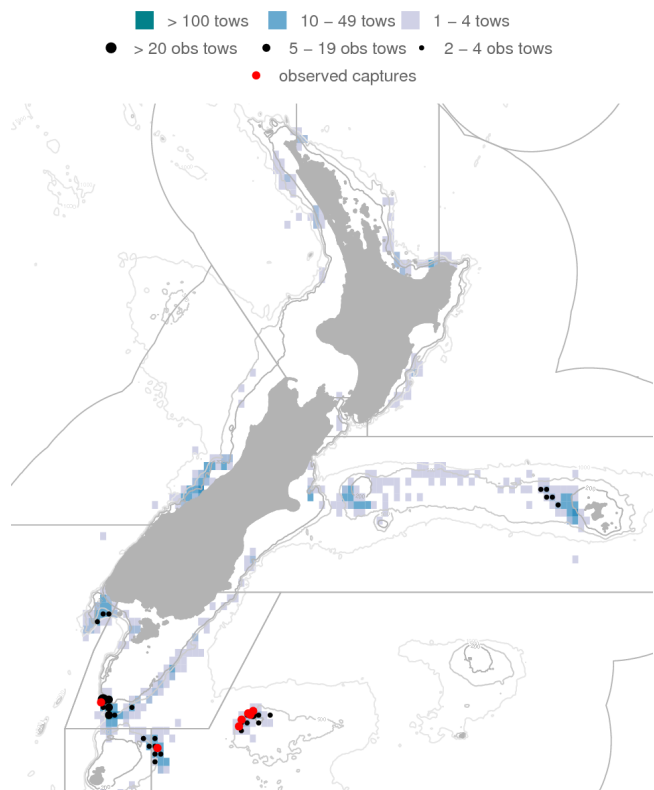 > 100 tows 10 − 49 tows 1 − 4 tows
> 20 obs tows 5 − 19 obs tows 2 − 4 obs tows
observed captures